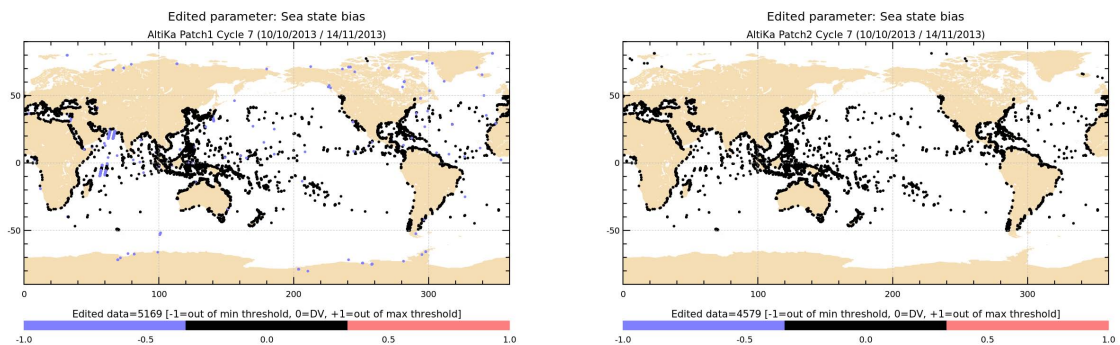 Edited parameter: Sea state bias
AltiKa Patch1 Cycle 7 (10/10/2013 / 14/11/2013)
50
0
-50
0 100 200 300
Edited data=5169 [-1=out of min threshold, 0=DV, +1=out of max threshold]
-1.0 -0.5 0.0 0.5 1.0
Edited parameter: Sea state bias
AltiKa Patch2 Cycle 7 (10/10/2013 / 14/11/2013)
50
0
-50
0 100 200 300
Edited data=4579 [-1=out of min threshold, 0=DV, +1=out of max threshold]
-1.0 -0.5 0.0 0.5 1.0